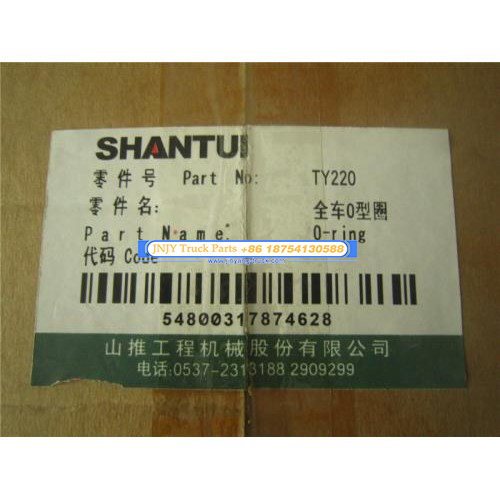 SHANTUI
零件号 Part No: TY220
零件名: 全车O型圈
Part Name: O-ring
JNJY Truck Parts +86 18754130588
代码 Code
54800317874628
山推工程机械股份有限公司
电话:0537-2313188 2909299